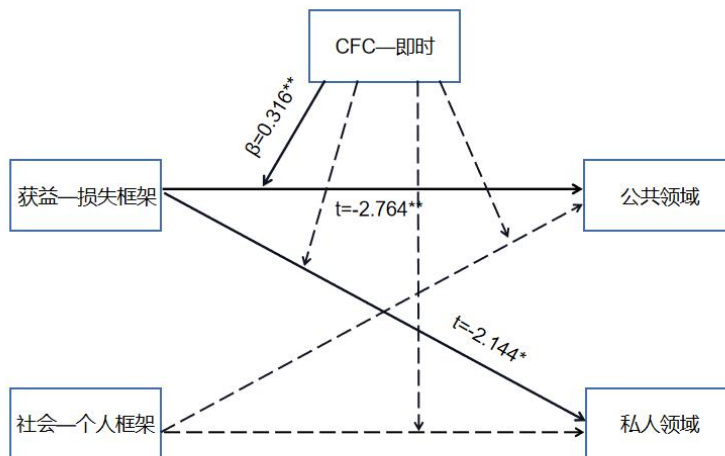 CFC—即时
β=0.316**
获益—损失框架
公共领域
t=-2.764**
t=-2.144*
社会—个人框架
私人领域